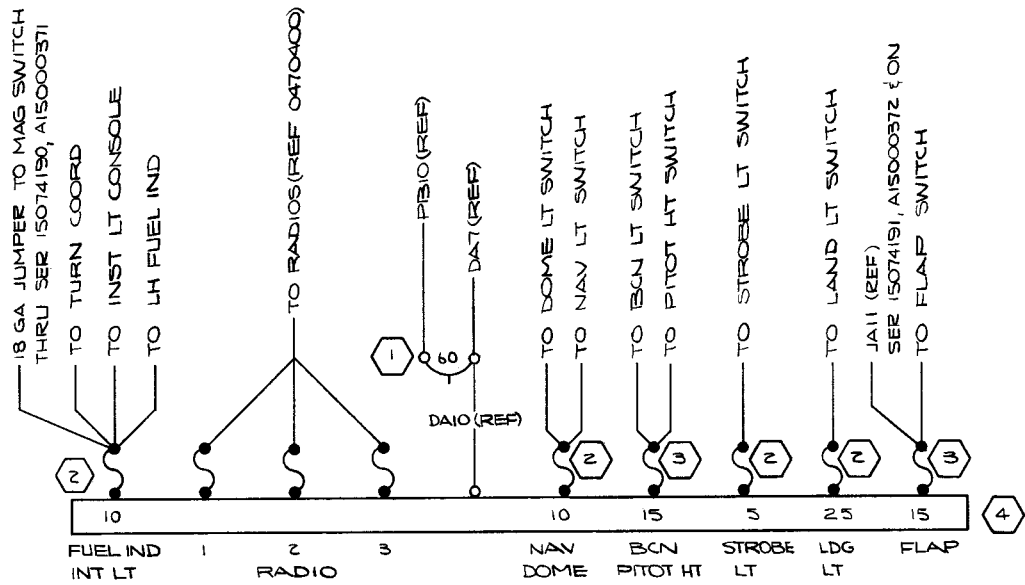 18 GA JUMPER TO MAG SWITCH
THRU SER 15074190, A15000371
TO TURN COORD
TO INST LT CONSOLE
TO LH FUEL IND
TO RADIOS (REF 0470400)
PB10 (REF)
DA7 (REF)
TO DOME LT SWITCH
TO NAV LT SWITCH
TO BCN LT SWITCH
TO PITOT HT SWITCH
TO STROBE LT SWITCH
TO LAND LT SWITCH
JA11 (REF)
SER 15074191, A15000372 & ON
TO FLAP SWITCH
1
60
DA10 (REF)
2
2
3
2
2
3
10
10
15
5
25
15
4
FUEL IND
INT LT
1
2
3
RADIO
NAV
DOME
BCN
PITOT HT
STROBE
LT
LDG
LT
FLAP